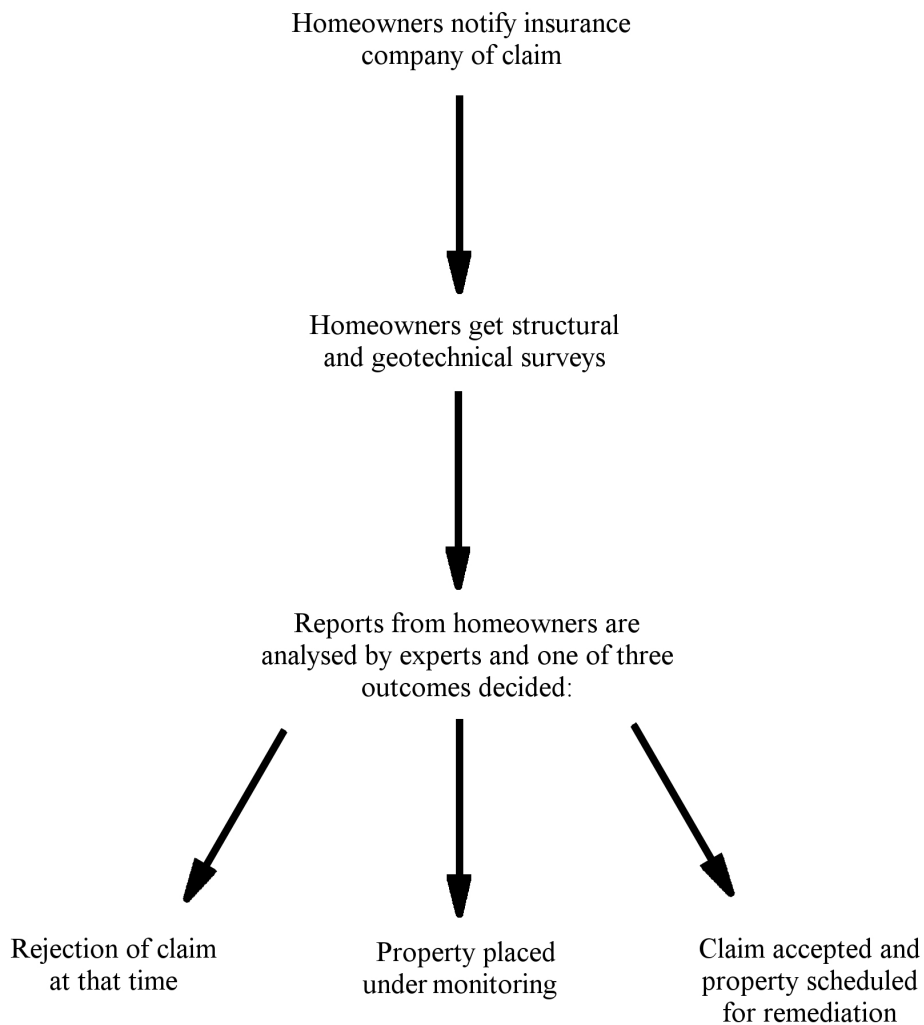 Homeowners notify insurance
company of claim
Homeowners get structural
and geotechnical surveys
Reports from homeowners are
analysed by experts and one of three
outcomes decided:
Rejection of claim
at that time
Property placed
under monitoring
Claim accepted and
property scheduled
for remediation